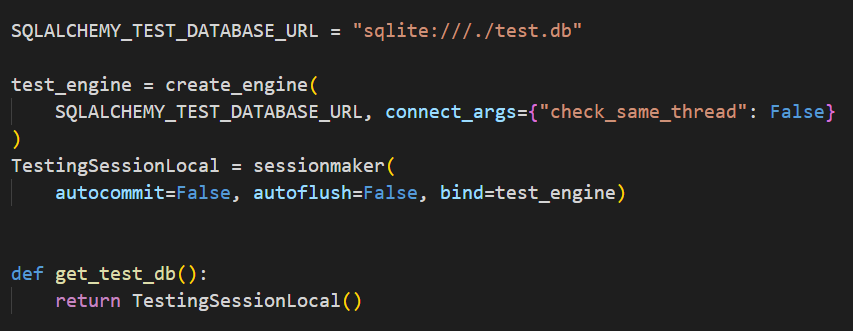 SQLALCHEMY_TEST_DATABASE_URL = "sqlite:///./test.db"
test_engine = create_engine(
    SQLALCHEMY_TEST_DATABASE_URL, connect_args={"check_same_thread": False}
)
TestingSessionLocal = sessionmaker(
    autocommit=False, autoflush=False, bind=test_engine)
def get_test_db():
    return TestingSessionLocal()